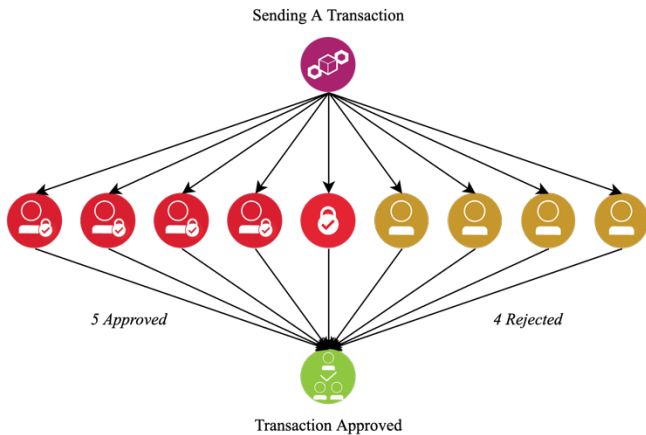 Sending A Transaction
5 Approved
4 Rejected
Transaction Approved